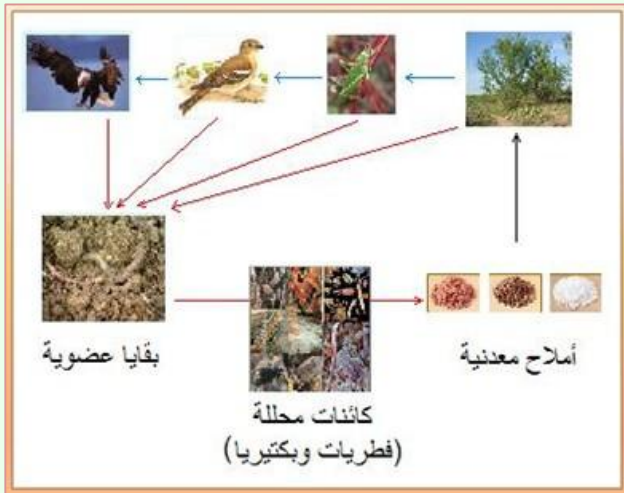 أملاح معدنية
بقايا عضوية
كائنات محللة
(فطريات وبكتيريا)